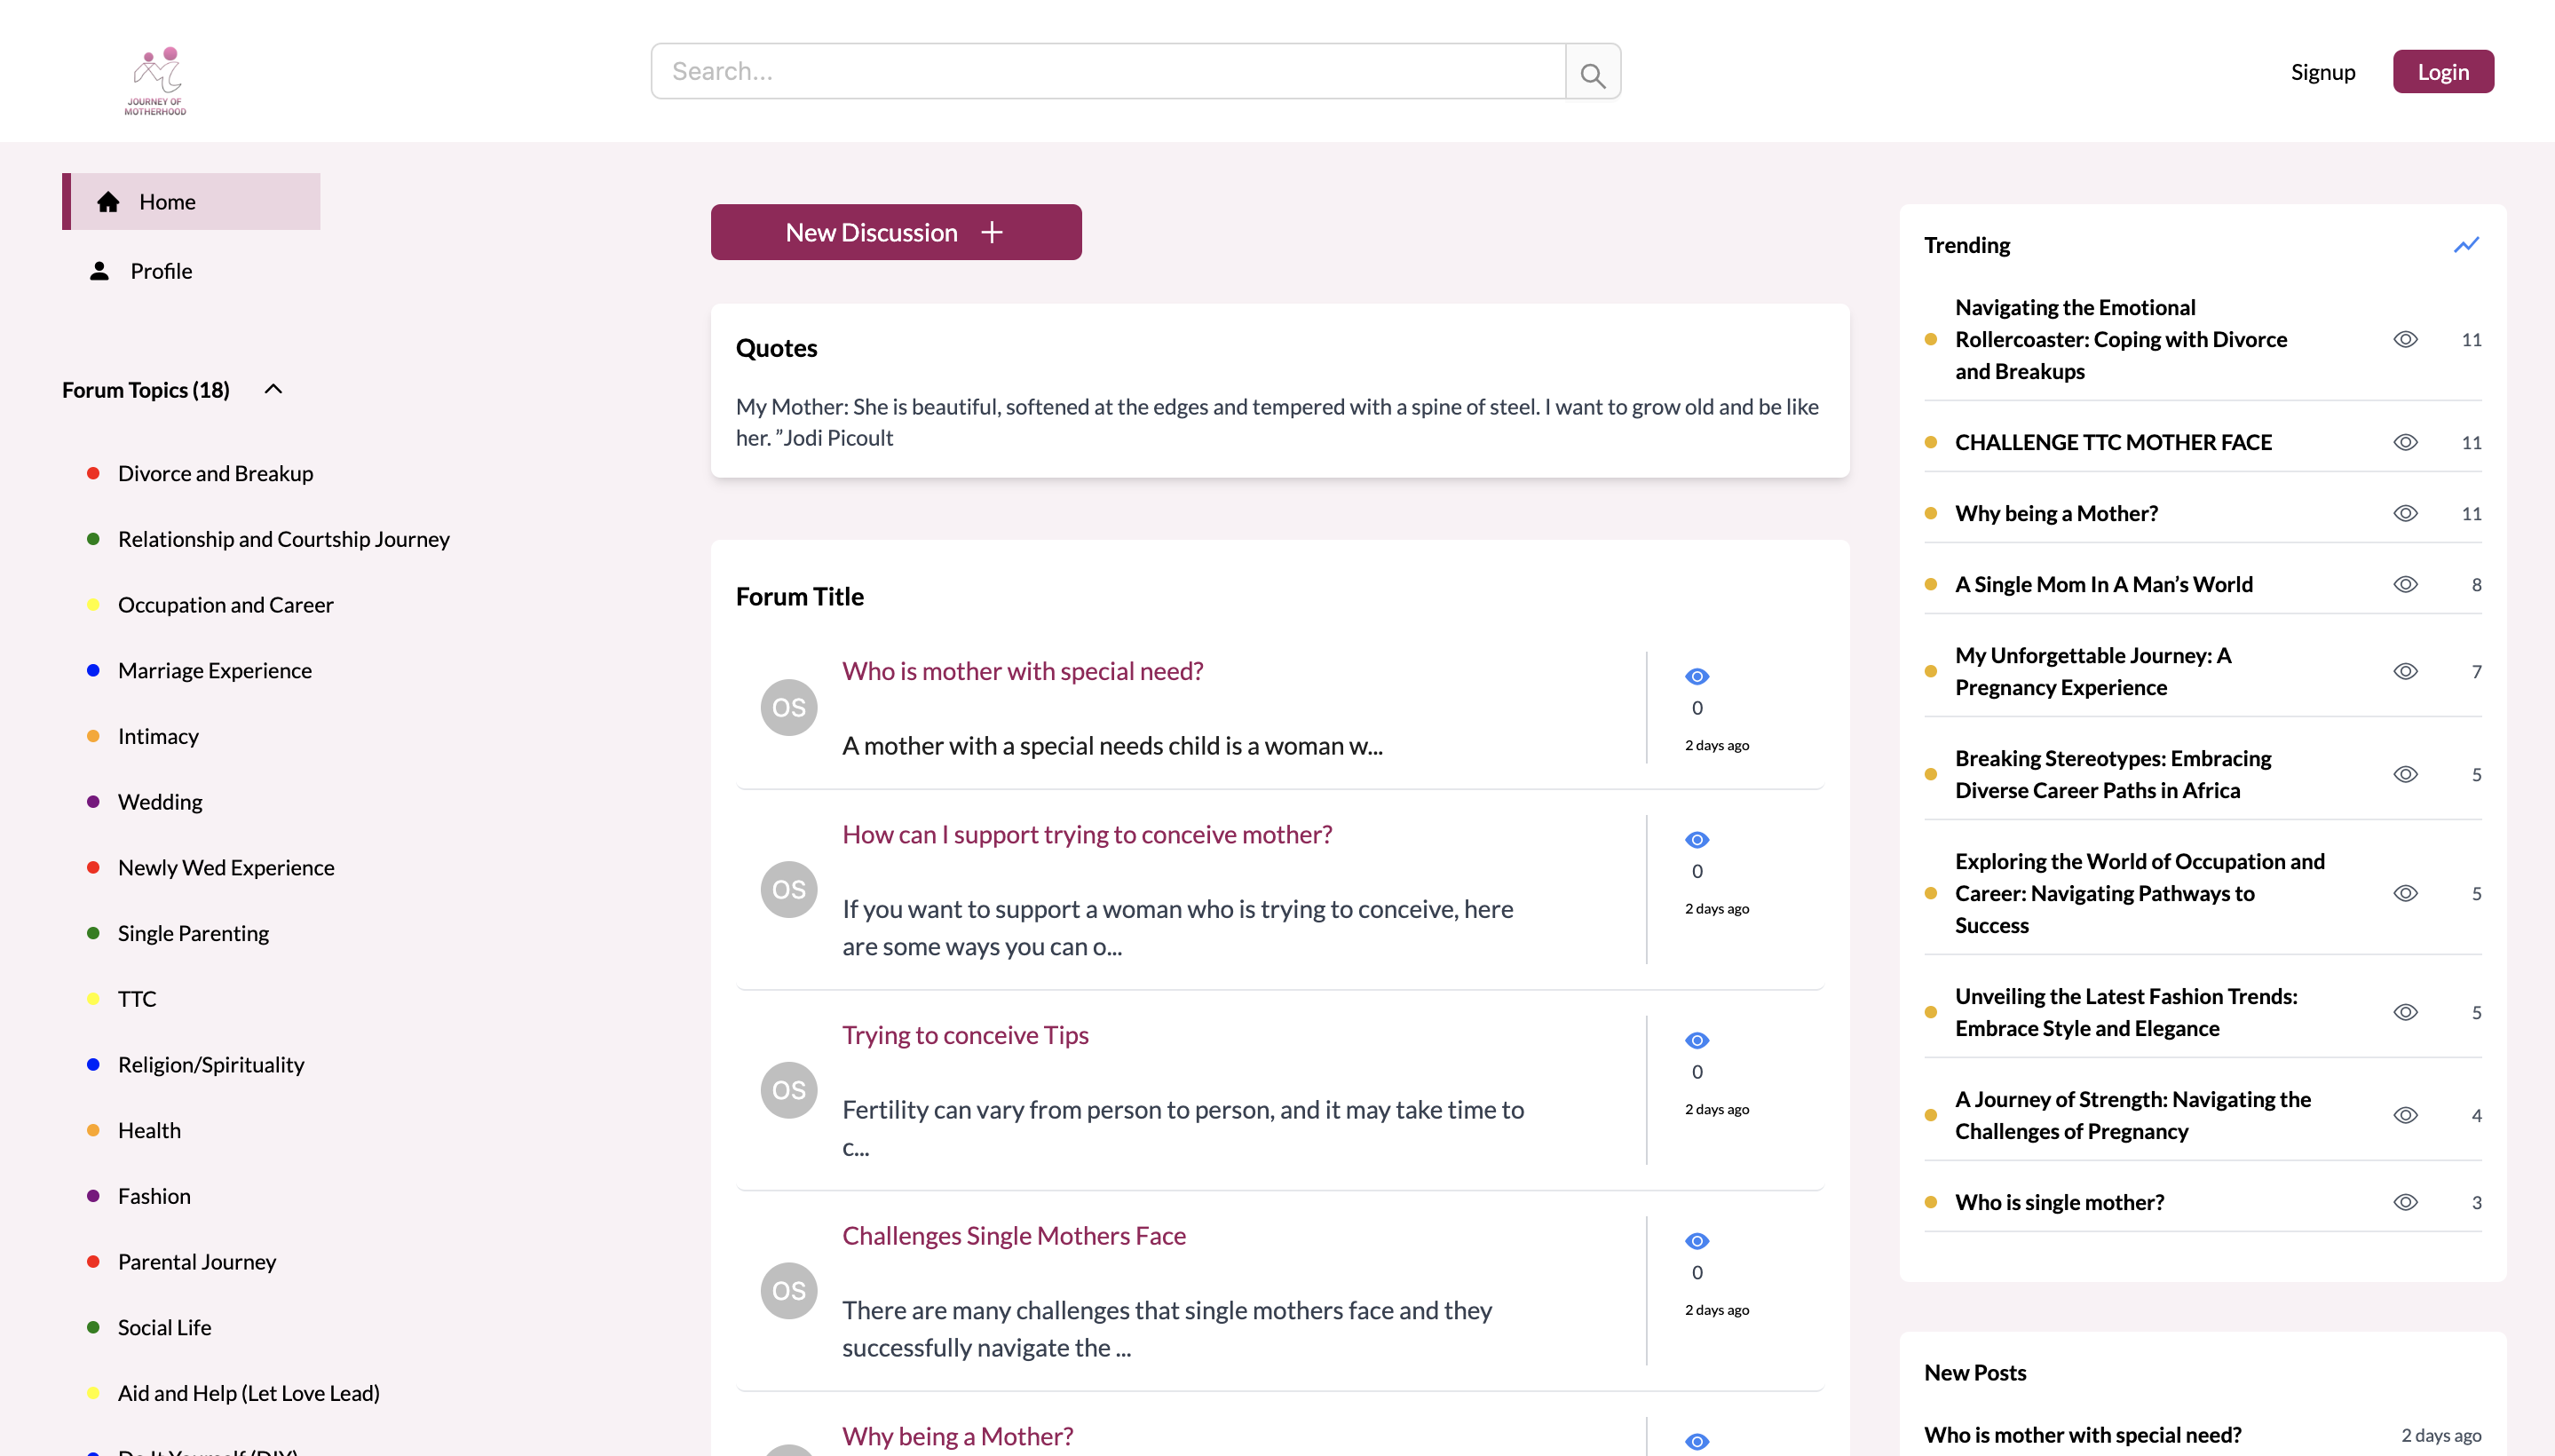 JOURNEY OF
MOTHERHOOD
Search...
Signup
Login
Home
Profile
Forum Topics (18)
Divorce and Breakup
Relationship and Courtship Journey
Occupation and Career
Marriage Experience
Intimacy
Wedding
Newly Wed Experience
Single Parenting
TTC
Religion/Spirituality
Health
Fashion
Parental Journey
Social Life
Aid and Help (Let Love Lead)
Do It Yourself (DIY)
New Discussion +
Quotes
My Mother: She is beautiful, softened at the edges and tempered with a spine of steel. I want to grow old and be like
her. ”Jodi Picoult
Forum Title
OS
Who is mother with special need?
A mother with a special needs child is a woman w...
0
2 days ago
OS
How can I support trying to conceive mother?
If you want to support a woman who is trying to conceive, here
are some ways you can o...
0
2 days ago
OS
Trying to conceive Tips
Fertility can vary from person to person, and it may take time to
c...
0
2 days ago
OS
Challenges Single Mothers Face
There are many challenges that single mothers face and they
successfully navigate the ...
0
2 days ago
Why being a Mother?
Trending
Navigating the Emotional
Rollercoaster: Coping with Divorce
and Breakups
11
CHALLENGE TTC MOTHER FACE
11
Why being a Mother?
11
A Single Mom In A Man’s World
8
My Unforgettable Journey: A
Pregnancy Experience
7
Breaking Stereotypes: Embracing
Diverse Career Paths in Africa
5
Exploring the World of Occupation and
Career: Navigating Pathways to
Success
5
Unveiling the Latest Fashion Trends:
Embrace Style and Elegance
5
A Journey of Strength: Navigating the
Challenges of Pregnancy
4
Who is single mother?
3
New Posts
Who is mother with special need?
2 days ago